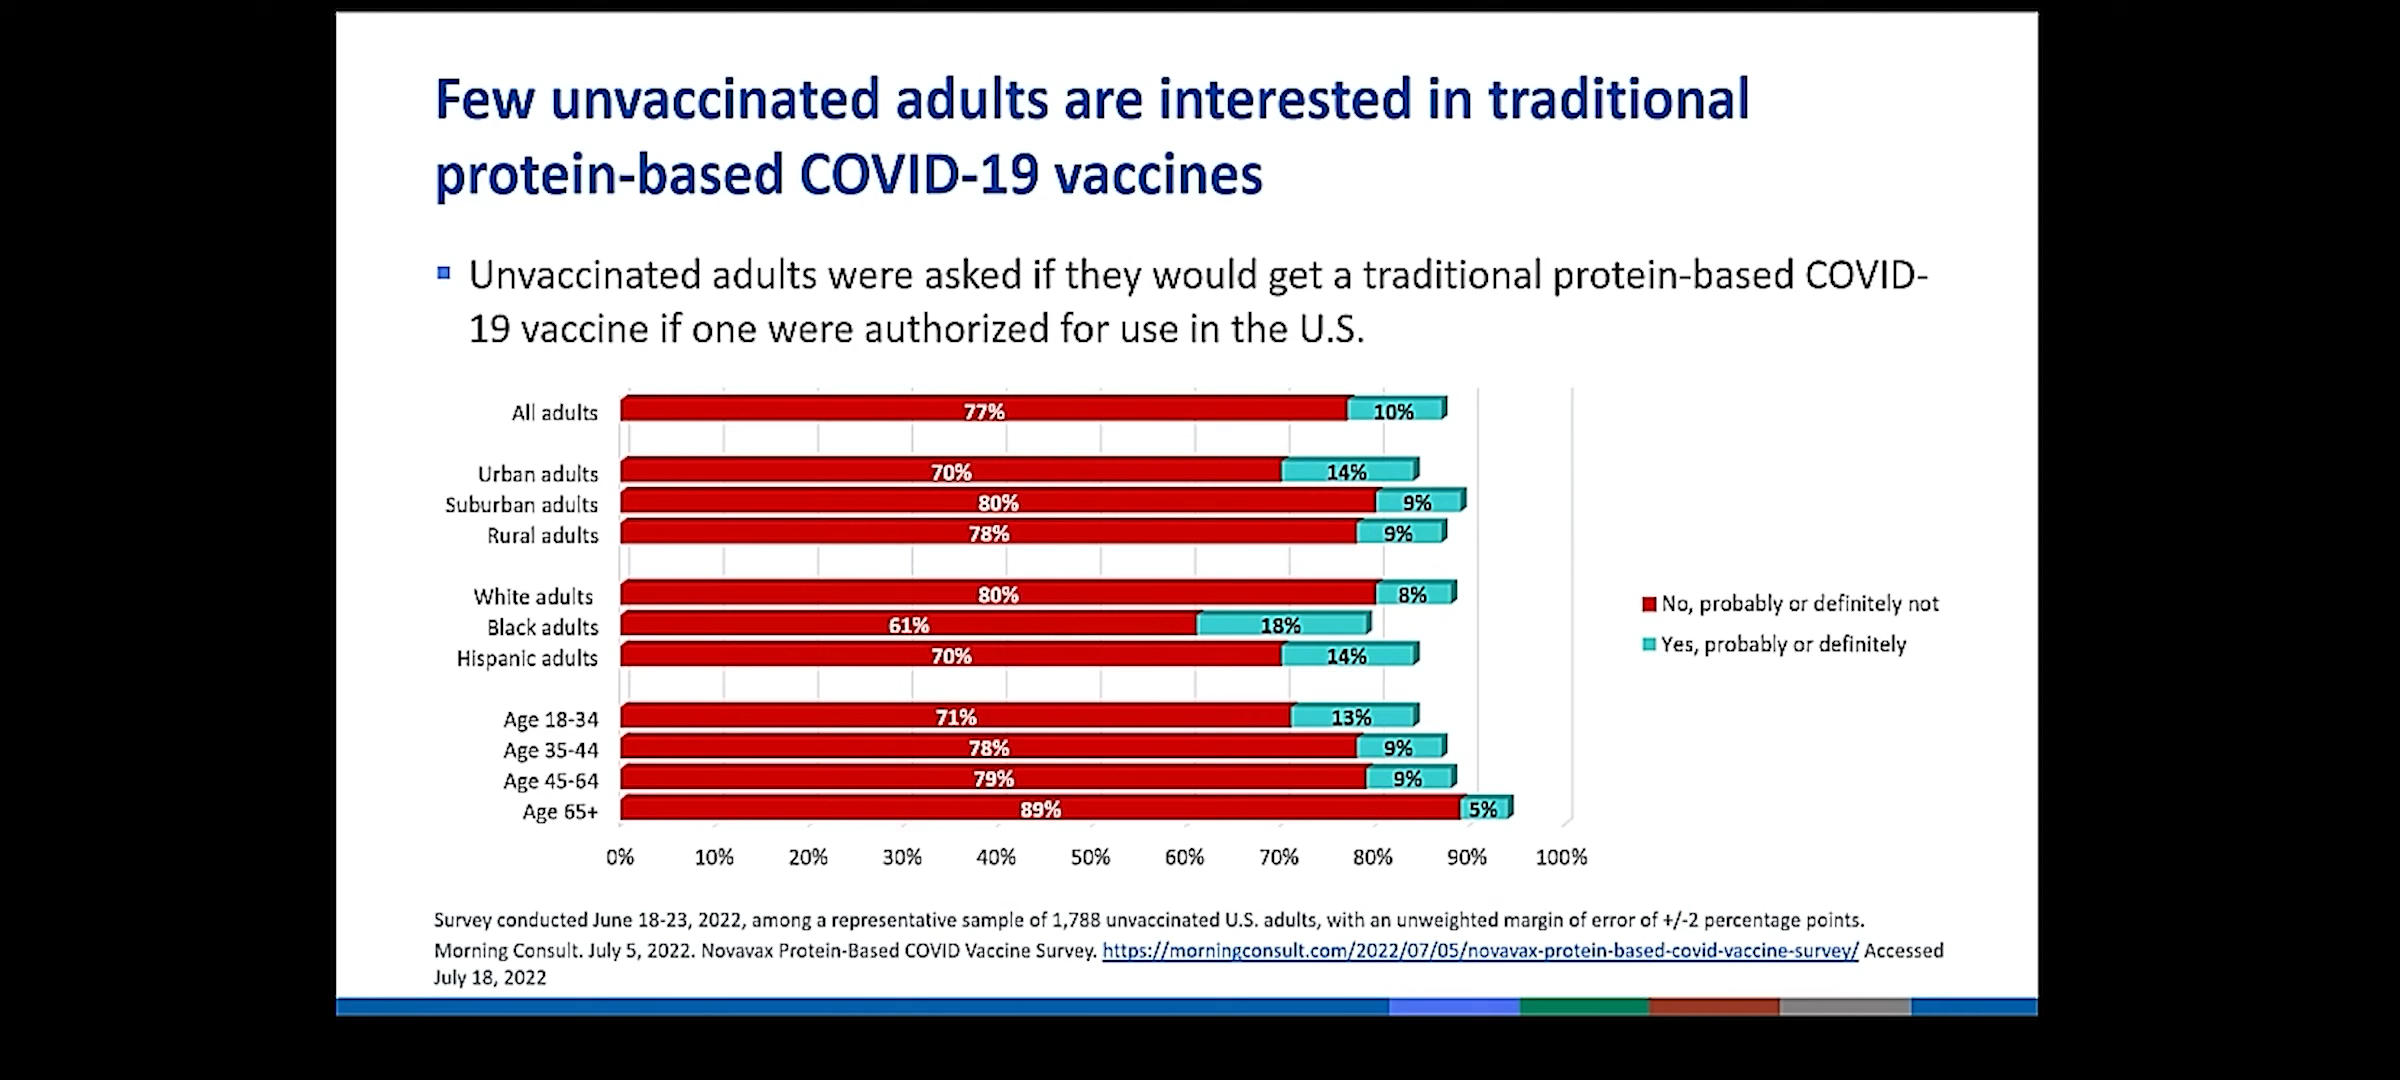 Few unvaccinated adults are interested in traditional
protein-based COVID-19 vaccines
Unvaccinated adults were asked if they would get a traditional protein-based COVID-
19 vaccine if one were authorized for use in the U.S.
All adults 77% 10%
Urban adults 70% 14%
Suburban adults 80% 9%
Rural adults 78% 9%
White adults 80% 8%
Black adults 61% 18%
Hispanic adults 70% 14%
Age 18-34 71% 13%
Age 35-44 78% 9%
Age 45-64 79% 9%
Age 65+ 89% 5%
0% 10% 20% 30% 40% 50% 60% 70% 80% 90% 100%
No, probably or definitely not
Yes, probably or definitely
Survey conducted June 18-23, 2022, among a representative sample of 1,788 unvaccinated U.S. adults, with an unweighted margin of error of +/-2 percentage points.
Morning Consult. July 5, 2022. Novavax Protein-Based COVID Vaccine Survey. https://morningconsult.com/2022/07/05/novavax-protein-based-covid-vaccine-survey/ Accessed
July 18, 2022